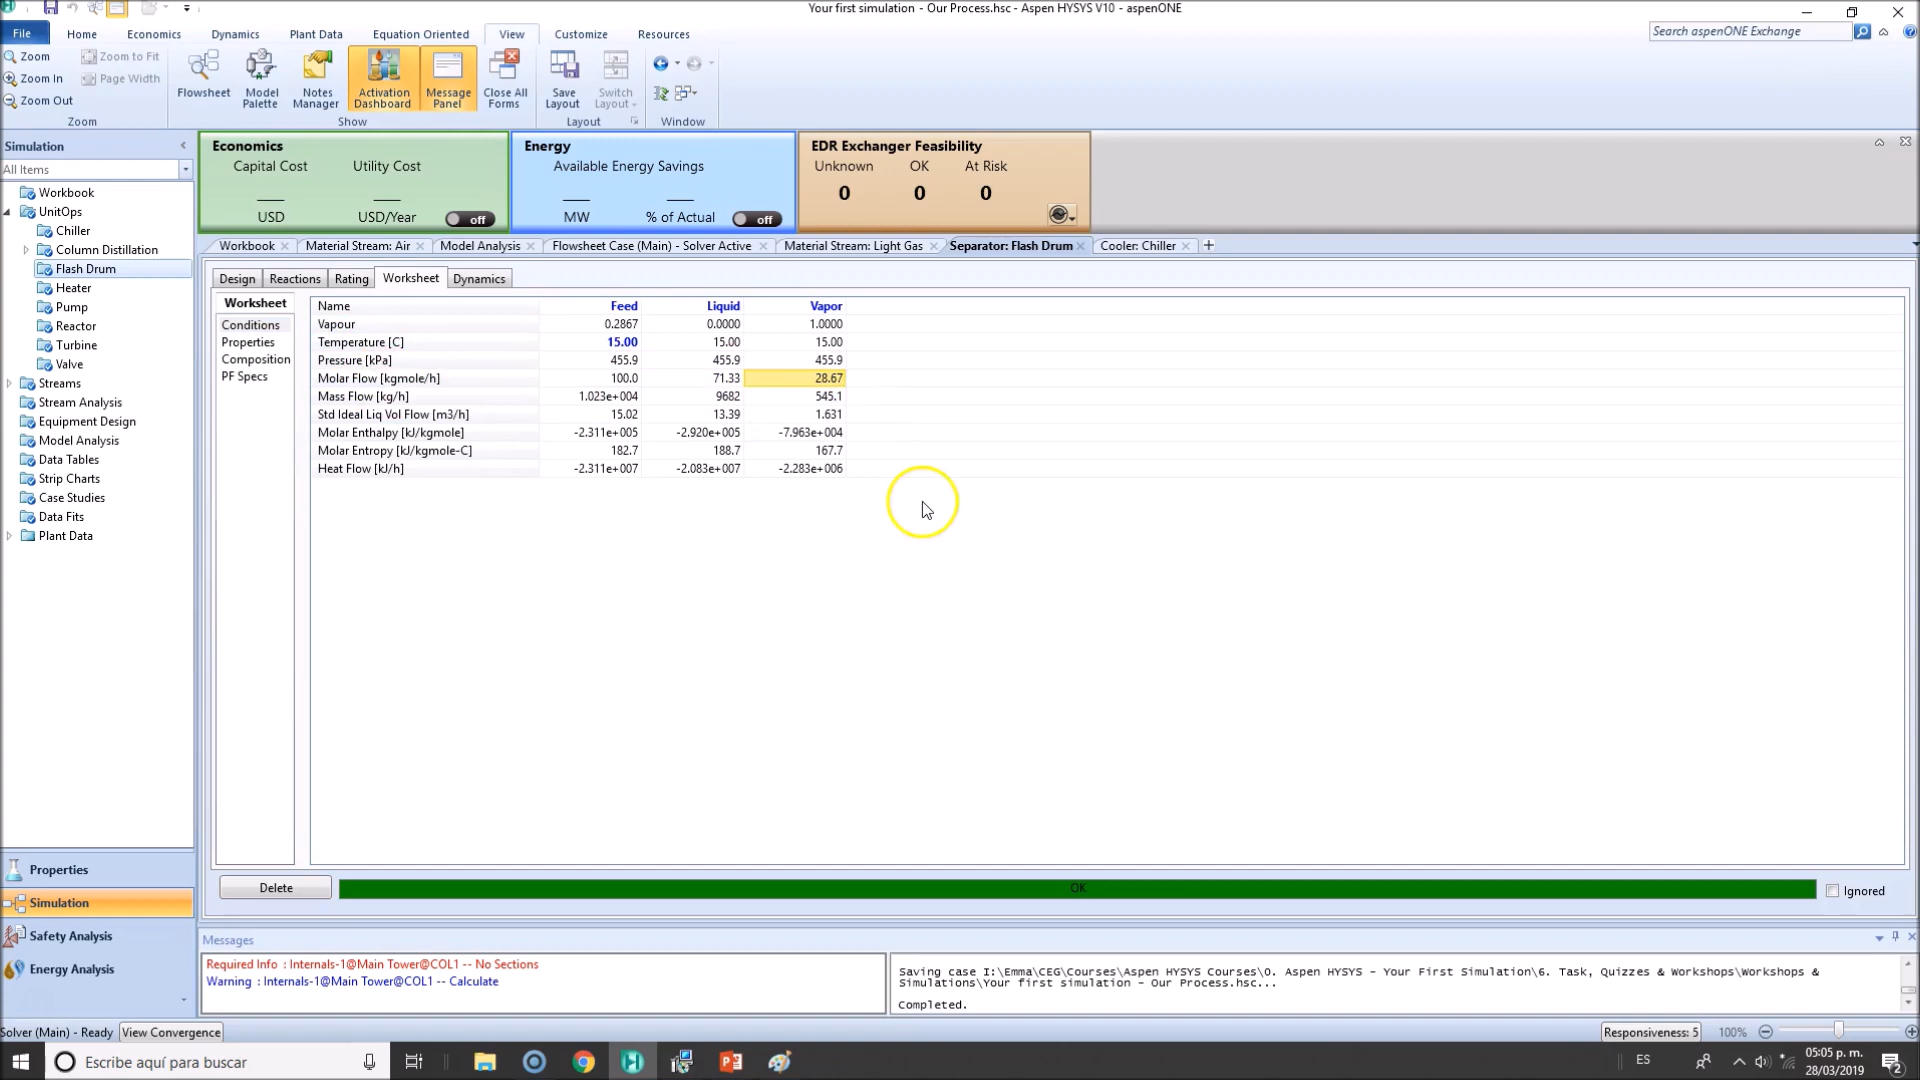 Your first simulation - Our Process.hsc - Aspen HYSYS V10 - aspenONE
File Home Economics Dynamics Plant Data Equation Oriented View Customize Resources
Search aspenONE Exchange
Zoom Zoom to Fit
Zoom In Page Width
Zoom Out
Zoom
Flowsheet
Model Palette
Notes Manager
Activation Dashboard
Message Panel
Close All Forms
Show
Save Layout
Switch Layout
Layout
Window
Simulation
All Items
Workbook
UnitOps
Chiller
Column Distillation
Flash Drum
Heater
Pump
Reactor
Turbine
Valve
Streams
Stream Analysis
Equipment Design
Model Analysis
Data Tables
Strip Charts
Case Studies
Data Fits
Plant Data
Properties
Simulation
Safety Analysis
Energy Analysis
Economics
Capital Cost Utility Cost
USD USD/Year off
Energy
Available Energy Savings
MW % of Actual off
EDR Exchanger Feasibility
Unknown OK At Risk
0 0 0
Workbook Material Stream: Air Model Analysis Flowsheet Case (Main) - Solver Active Material Stream: Light Gas Separator: Flash Drum Cooler: Chiller
Design Reactions Rating Worksheet Dynamics
Worksheet
Conditions
Properties
Composition
PF Specs
Name Feed Liquid Vapor
Vapour 0.2867 0.0000 1.0000
Temperature [C] 15.00 15.00 15.00
Pressure [kPa] 455.9 455.9 455.9
Molar Flow [kgmole/h] 100.0 71.33 28.67
Mass Flow [kg/h] 1.023e+004 9682 545.1
Std Ideal Liq Vol Flow [m3/h] 15.02 13.39 1.631
Molar Enthalpy [kJ/kgmole] -2.311e+005 -2.920e+005 -7.963e+004
Molar Entropy [kJ/kgmole-C] 182.7 188.7 167.7
Heat Flow [kJ/h] -2.311e+007 -2.083e+007 -2.283e+006
Delete OK Ignored
Messages
Required Info : Internals-1@Main Tower@COL1 -- No Sections
Warning : Internals-1@Main Tower@COL1 -- Calculate
Saving case I:\Emma\CEG\Courses\Aspen HYSYS Courses\0. Aspen HYSYS - Your First Simulation\6. Task, Quizzes & Workshops\Workshops &
Simulations\Your first simulation - Our Process.hsc...
Completed.
Solver (Main) - Ready View Convergence Responsiveness: 5 100%
Escribe aquí para buscar
ES
05:05 p. m.
28/03/2019
2